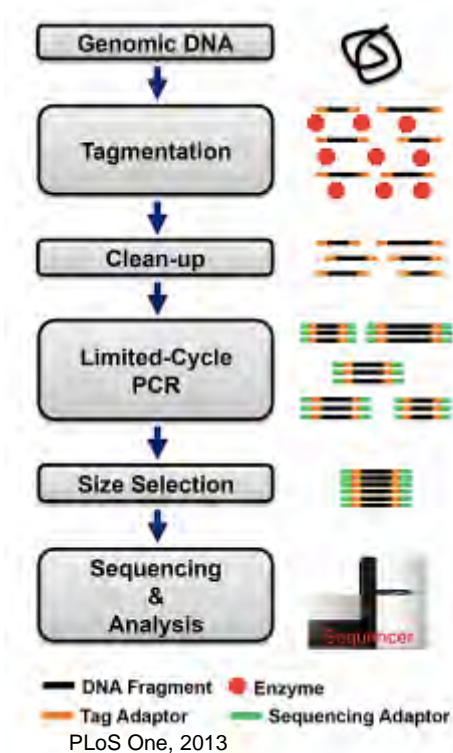 Genomic DNA
Tagmentation
Clean-up
Limited-Cycle
PCR
Size Selection
Sequencing
&
Analysis
Sequencer
DNA Fragment Enzyme
Tag Adaptor Sequencing Adaptor
PLoS One, 2013